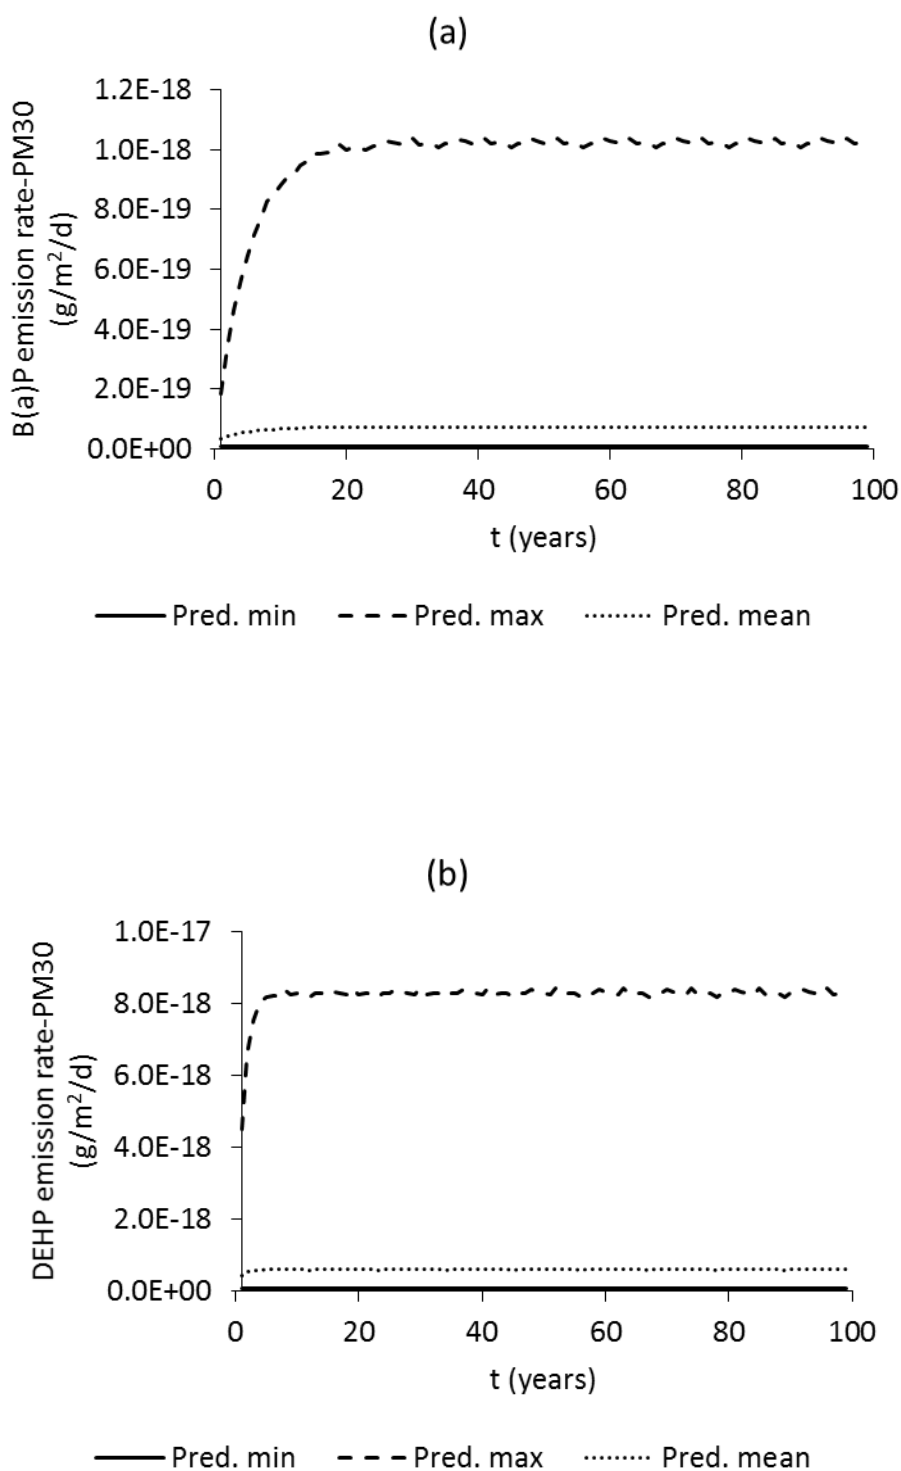 (a)
B(a)P emission rate-PM30
(g/m²/d)
1.2E-18
1.0E-18
8.0E-19
6.0E-19
4.0E-19
2.0E-19
0.0E+00
0 20 40 60 80 100
t (years)
Pred. min Pred. max Pred. mean
(b)
DEHP emission rate-PM30
(g/m²/d)
1.0E-17
8.0E-18
6.0E-18
4.0E-18
2.0E-18
0.0E+00
0 20 40 60 80 100
t (years)
Pred. min Pred. max Pred. mean